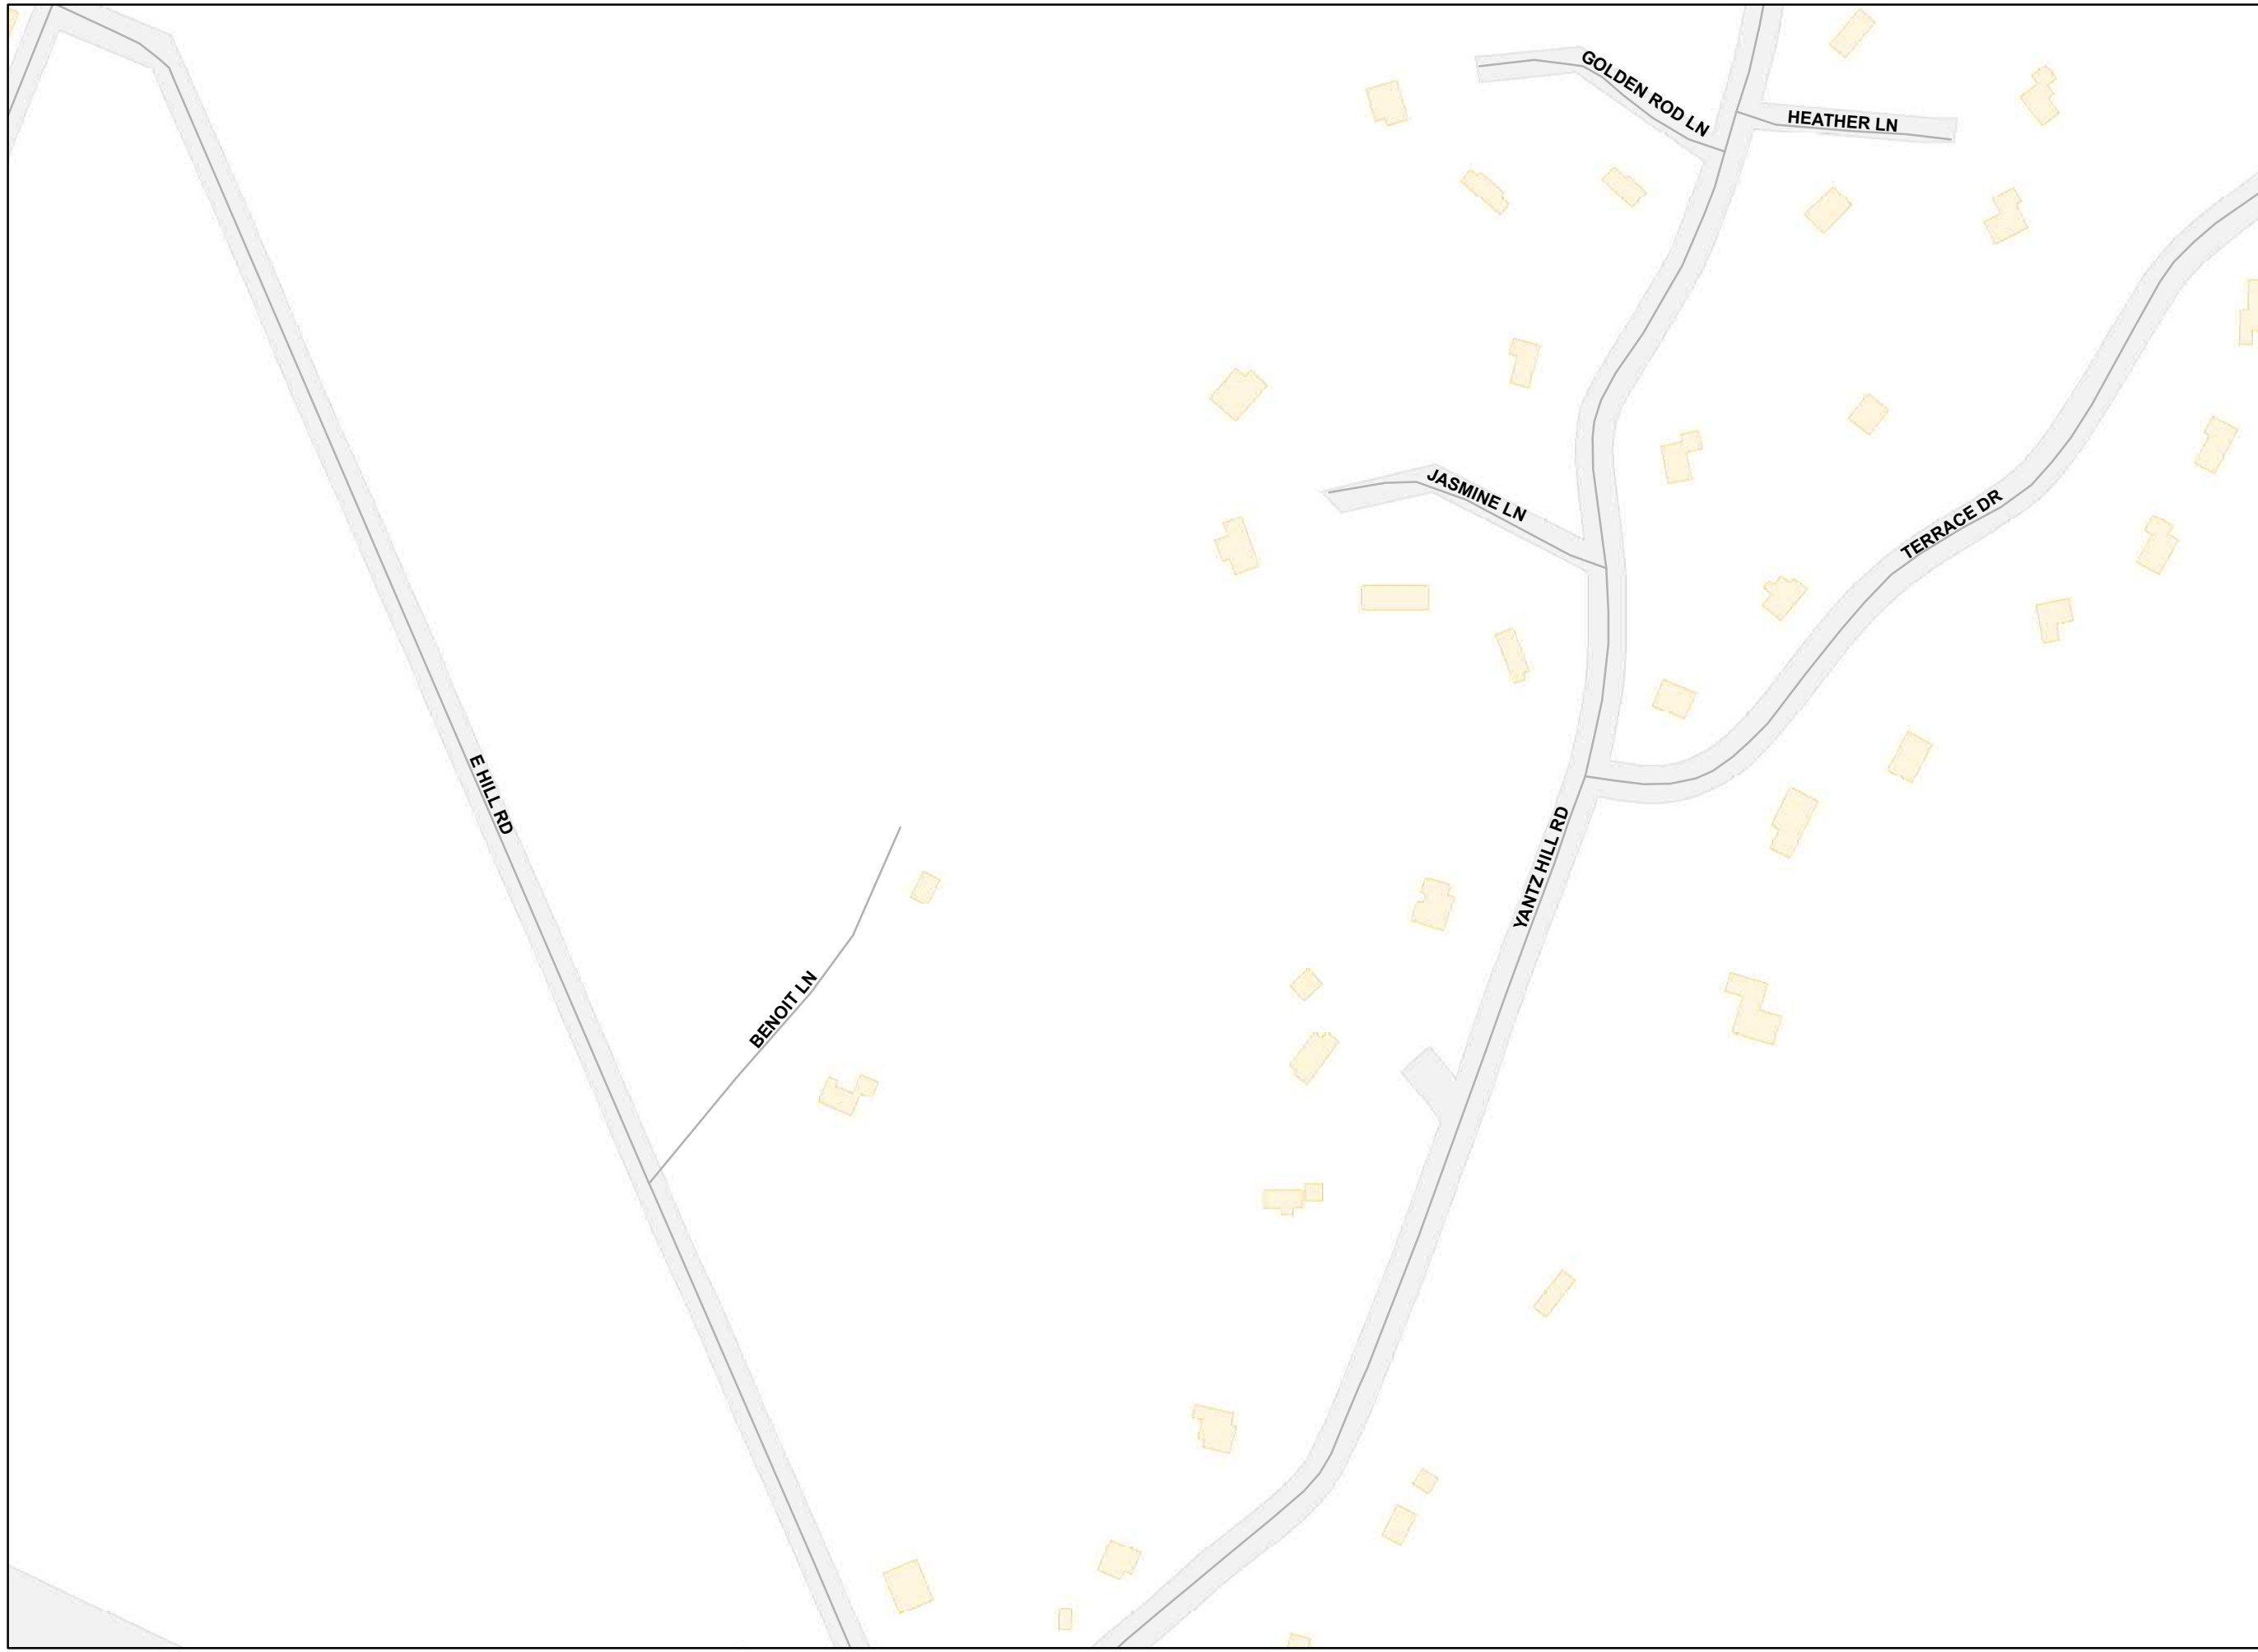 GOLDEN ROD LN
HEATHER LN
JASMINE LN
TERRACE DR
E HILL RD
YANTZ HILL RD
BENOIT LN